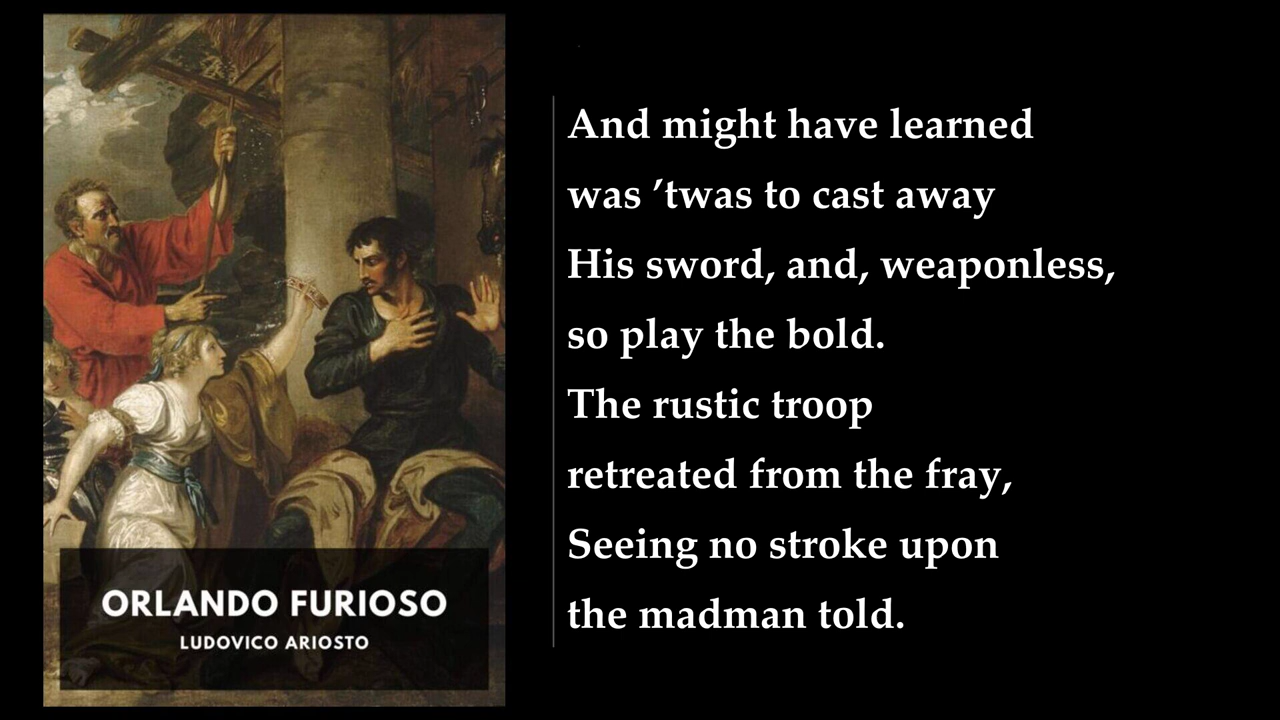 ORLANDO FURIOSO
LUDOVICO ARIOSTO
And might have learned
was ’twas to cast away
His sword, and, weaponless,
so play the bold.
The rustic troop
retreated from the fray,
Seeing no stroke upon
the madman told.